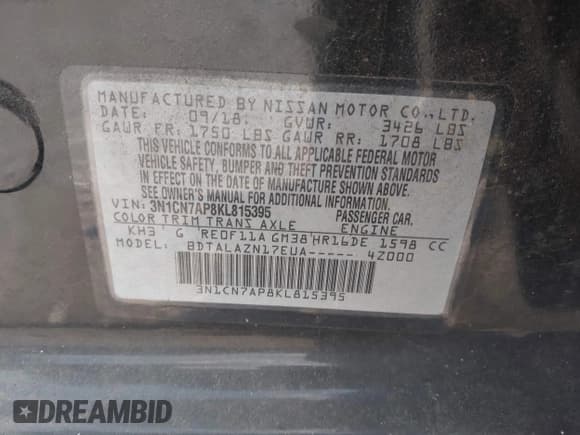 MANUFACTURED BY NISSAN MOTOR CO.,LTD.
DATE: 09/18. GVWR: 3426 LBS
GAWR FR: 1750 LBS GAWR RR: 1708 LBS
THIS VEHICLE CONFORMS TO ALL APPLICABLE FEDERAL MOTOR
VEHICLE SAFETY, BUMPER AND THEFT PREVENTION STANDARDS
IN EFFECT ON THE DATE OF MANUFACTURE SHOWN ABOVE.
SEE OWNER'S MANUAL FOR ADDITIONAL INFORMATION.
VIN: 3N1CN7AP8KL815395 PASSENGER CAR,
COLOR TRIM TRANS AXLE ENGINE
KH3 G RE0F11A GM38 HR16DE 1598 CC
MODEL: BDTALAZN17EUA----- 4Z000
3N1CN7AP8KL815395
DREAMBID